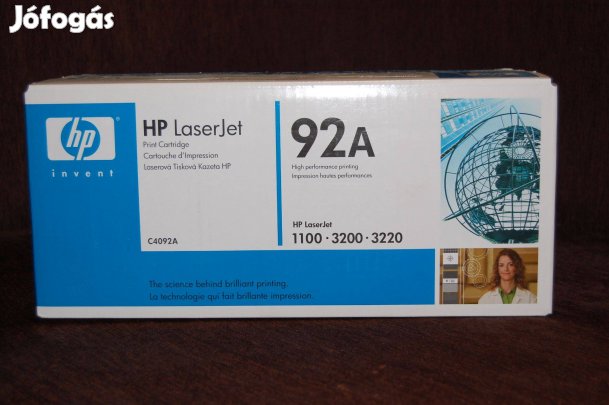 Jófogás
hp
invent
HP LaserJet
Print Cartridge
Cartouche d'Impression
Laserová Tisková Kazeta HP
C4092A
92A
High performance printing
Impression hautes performances
HP LaserJet
1100 · 3200 · 3220
The science behind brilliant printing.
La technologie qui fait brillante impression.